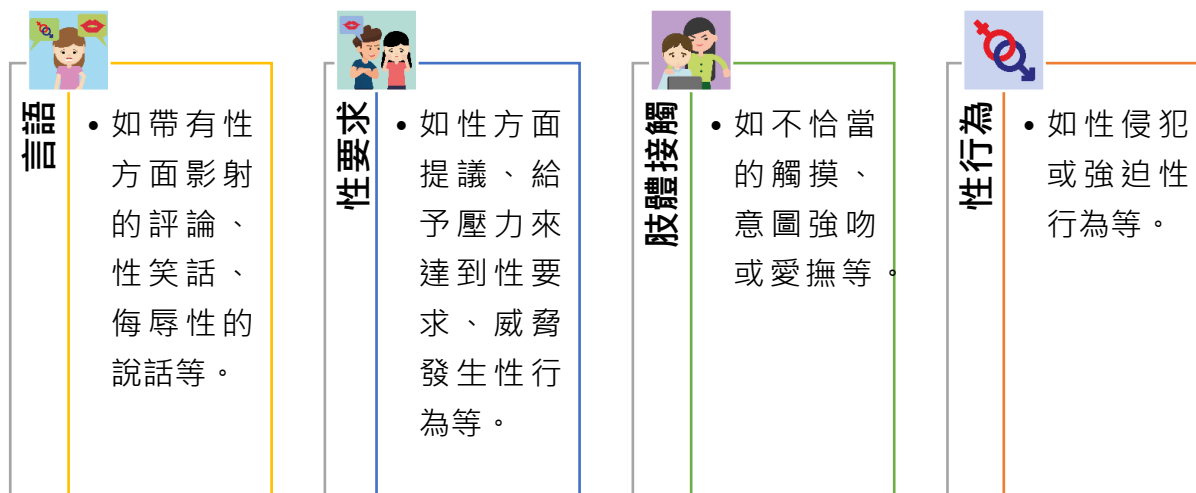 言語
• 如帶有性
方面影射
的評論、
性笑話、
侮辱性的
說話等。
性要求
• 如性方面
提議、給
予壓力來
達到性要
求、威脅
發生性行
為等。
肢體接觸
• 如不恰當
的觸摸、
意圖強吻
或愛撫等。
性行為
• 如性侵犯
或強迫性
行為等。